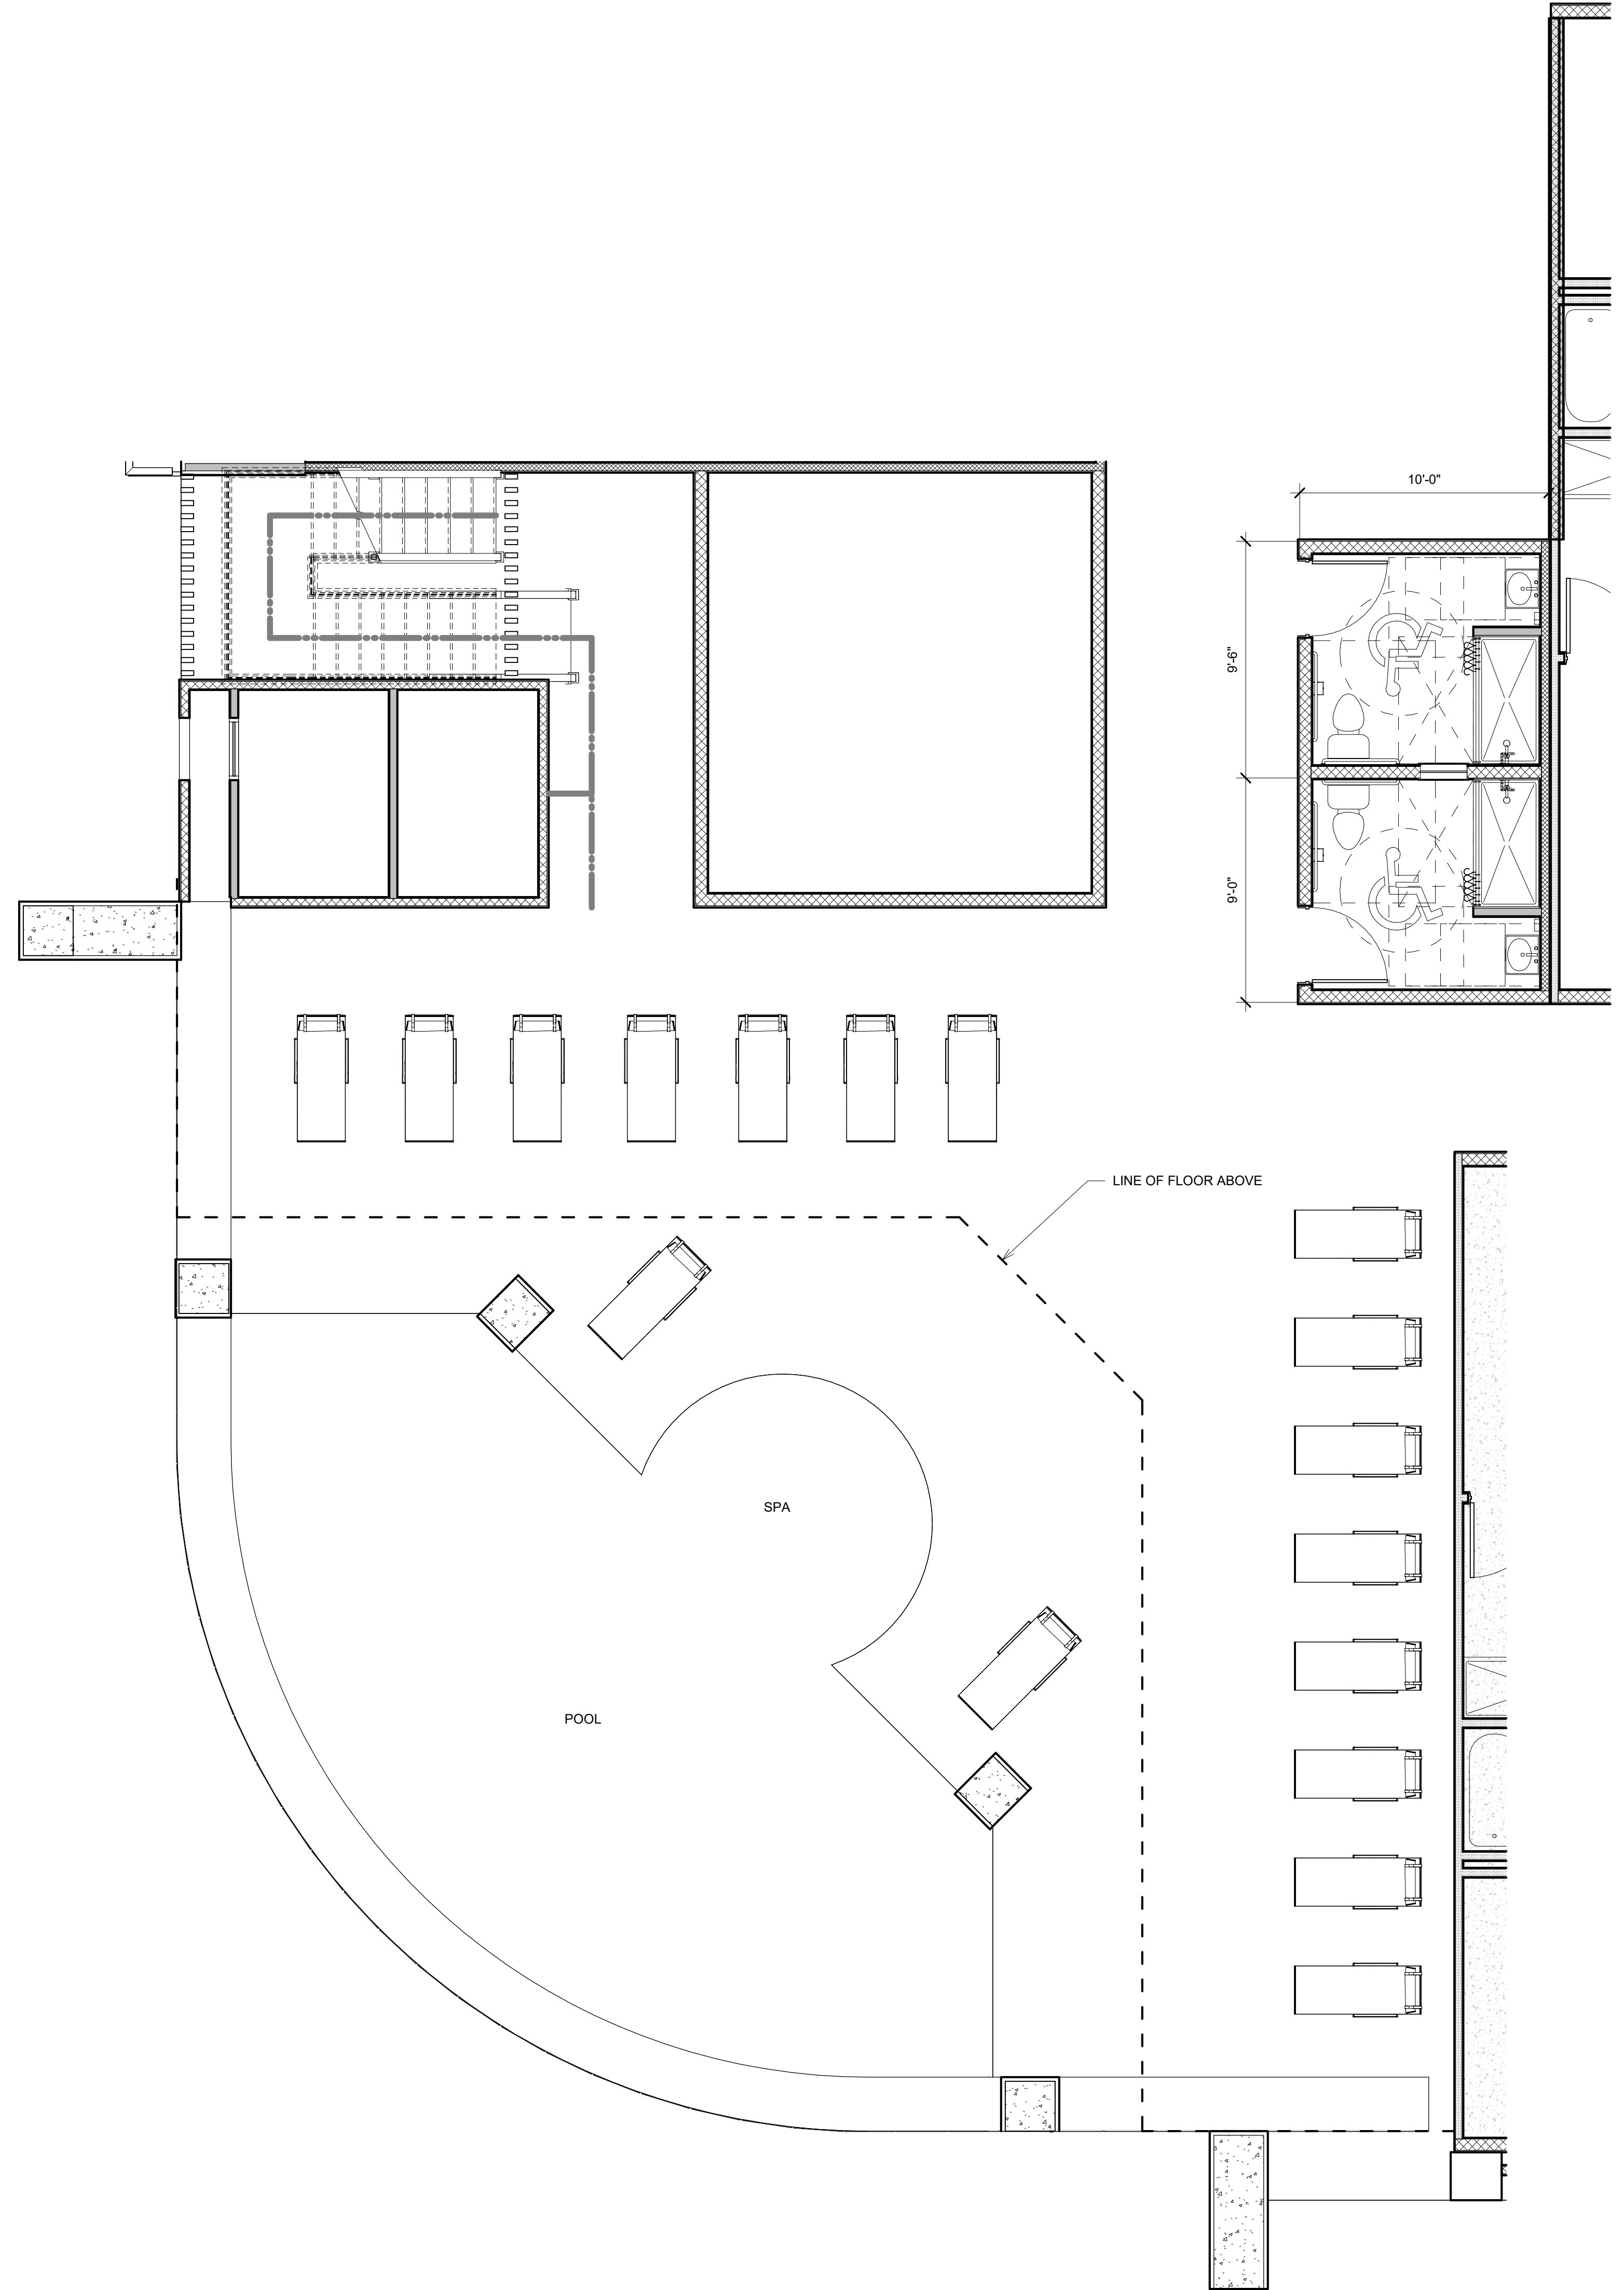 10'-0"
9'-6"
9'-0"
LINE OF FLOOR ABOVE
SPA
POOL